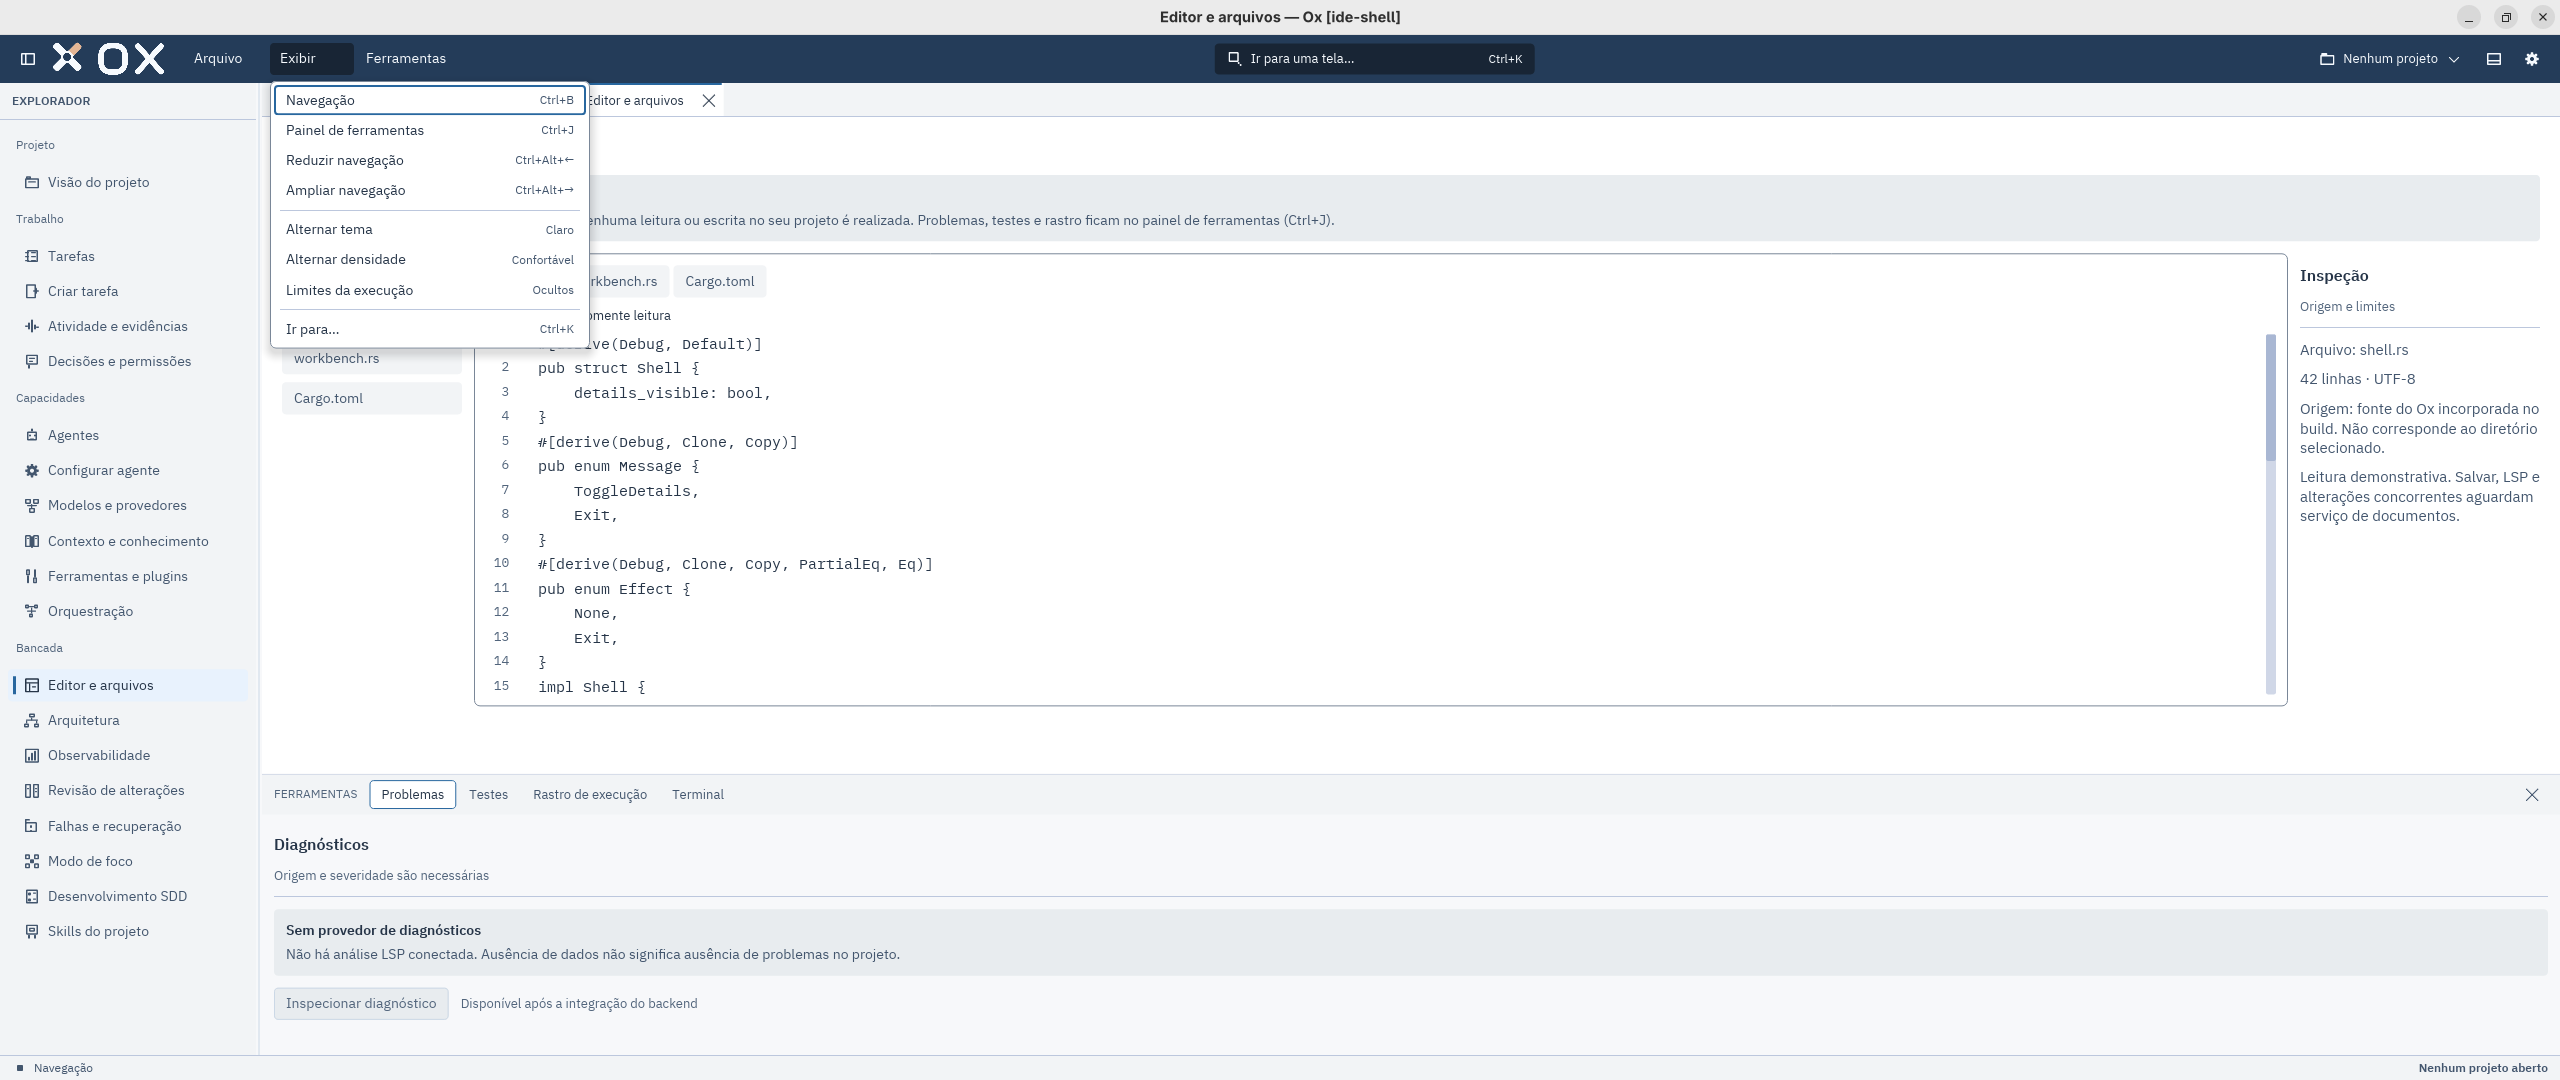 Editor e arquivos — Ox [ide-shell]
OX
Arquivo
Exibir
Ferramentas
Ir para uma tela...
Ctrl+K
Nenhum projeto
EXPLORADOR
Projeto
Visão do projeto
Trabalho
Tarefas
Criar tarefa
Atividade e evidências
Decisões e permissões
Capacidades
Agentes
Configurar agente
Modelos e provedores
Contexto e conhecimento
Ferramentas e plugins
Orquestração
Bancada
Editor e arquivos
Arquitetura
Observabilidade
Revisão de alterações
Falhas e recuperação
Modo de foco
Desenvolvimento SDD
Skills do projeto
Navegação Ctrl+B
Painel de ferramentas Ctrl+J
Reduzir navegação Ctrl+Alt+←
Ampliar navegação Ctrl+Alt+→
Alternar tema Claro
Alternar densidade Confortável
Limites da execução Ocultos
Ir para... Ctrl+K
Editor e arquivos
leitura ou escrita no seu projeto é realizada. Problemas, testes e rastro ficam no painel de ferramentas (Ctrl+J).
Cargo.toml
leitura
workbench.rs
Cargo.toml
(Debug, Default)]
2 pub struct Shell {
3 details_visible: bool,
4 }
5 #[derive(Debug, Clone, Copy)]
6 pub enum Message {
7 ToggleDetails,
8 Exit,
9 }
10 #[derive(Debug, Clone, Copy, PartialEq, Eq)]
11 pub enum Effect {
12 None,
13 Exit,
14 }
15 impl Shell {
Inspeção
Origem e limites
Arquivo: shell.rs
42 linhas · UTF-8
Origem: fonte do Ox incorporada no
build. Não corresponde ao diretório
selecionado.
Leitura demonstrativa. Salvar, LSP e
alterações concorrentes aguardam
serviço de documentos.
FERRAMENTAS
Problemas
Testes
Rastro de execução
Terminal
Diagnósticos
Origem e severidade são necessárias
Sem provedor de diagnósticos
Não há análise LSP conectada. Ausência de dados não significa ausência de problemas no projeto.
Inspecionar diagnóstico
Disponível após a integração do backend
Navegação
Nenhum projeto aberto